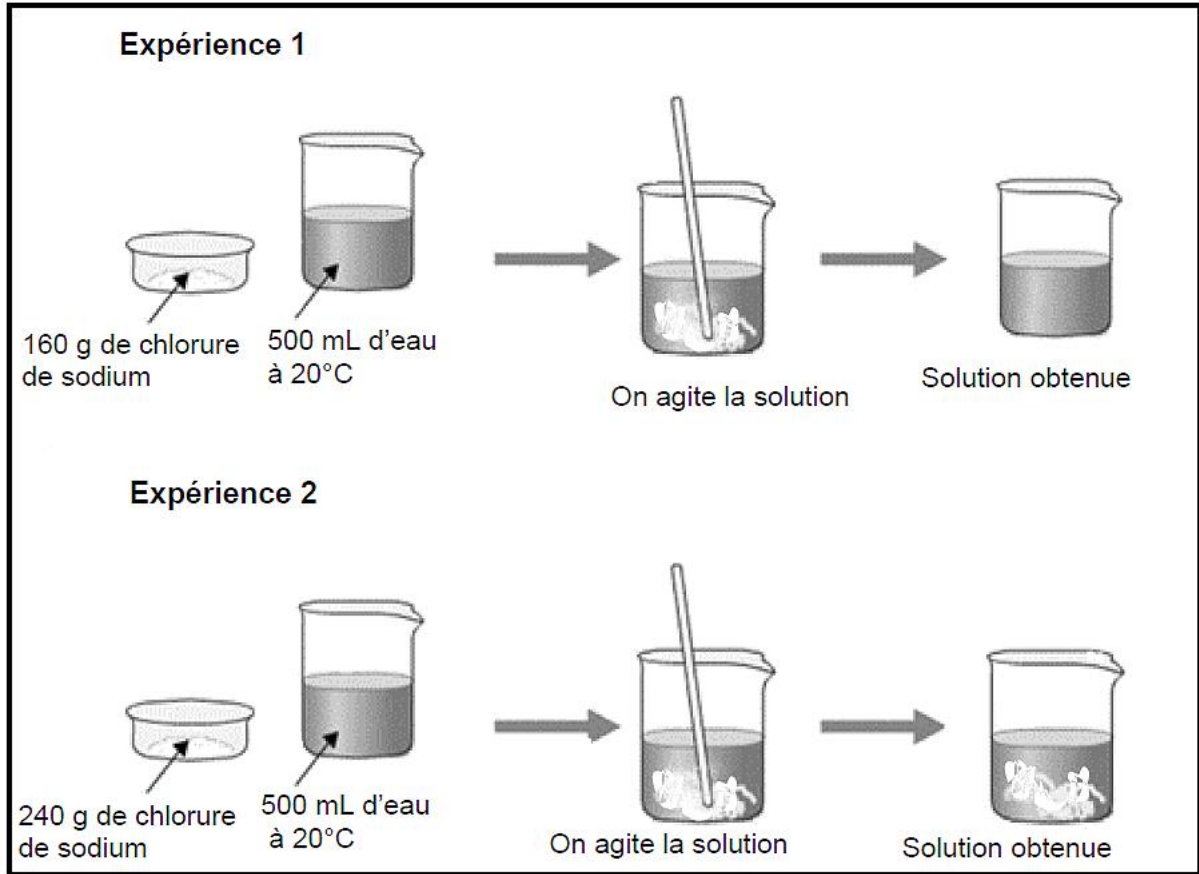 Expérience 1
160 g de chlorure
de sodium
500 mL d'eau
à 20°C
On agite la solution
Solution obtenue
Expérience 2
240 g de chlorure
de sodium
500 mL d'eau
à 20°C
On agite la solution
Solution obtenue